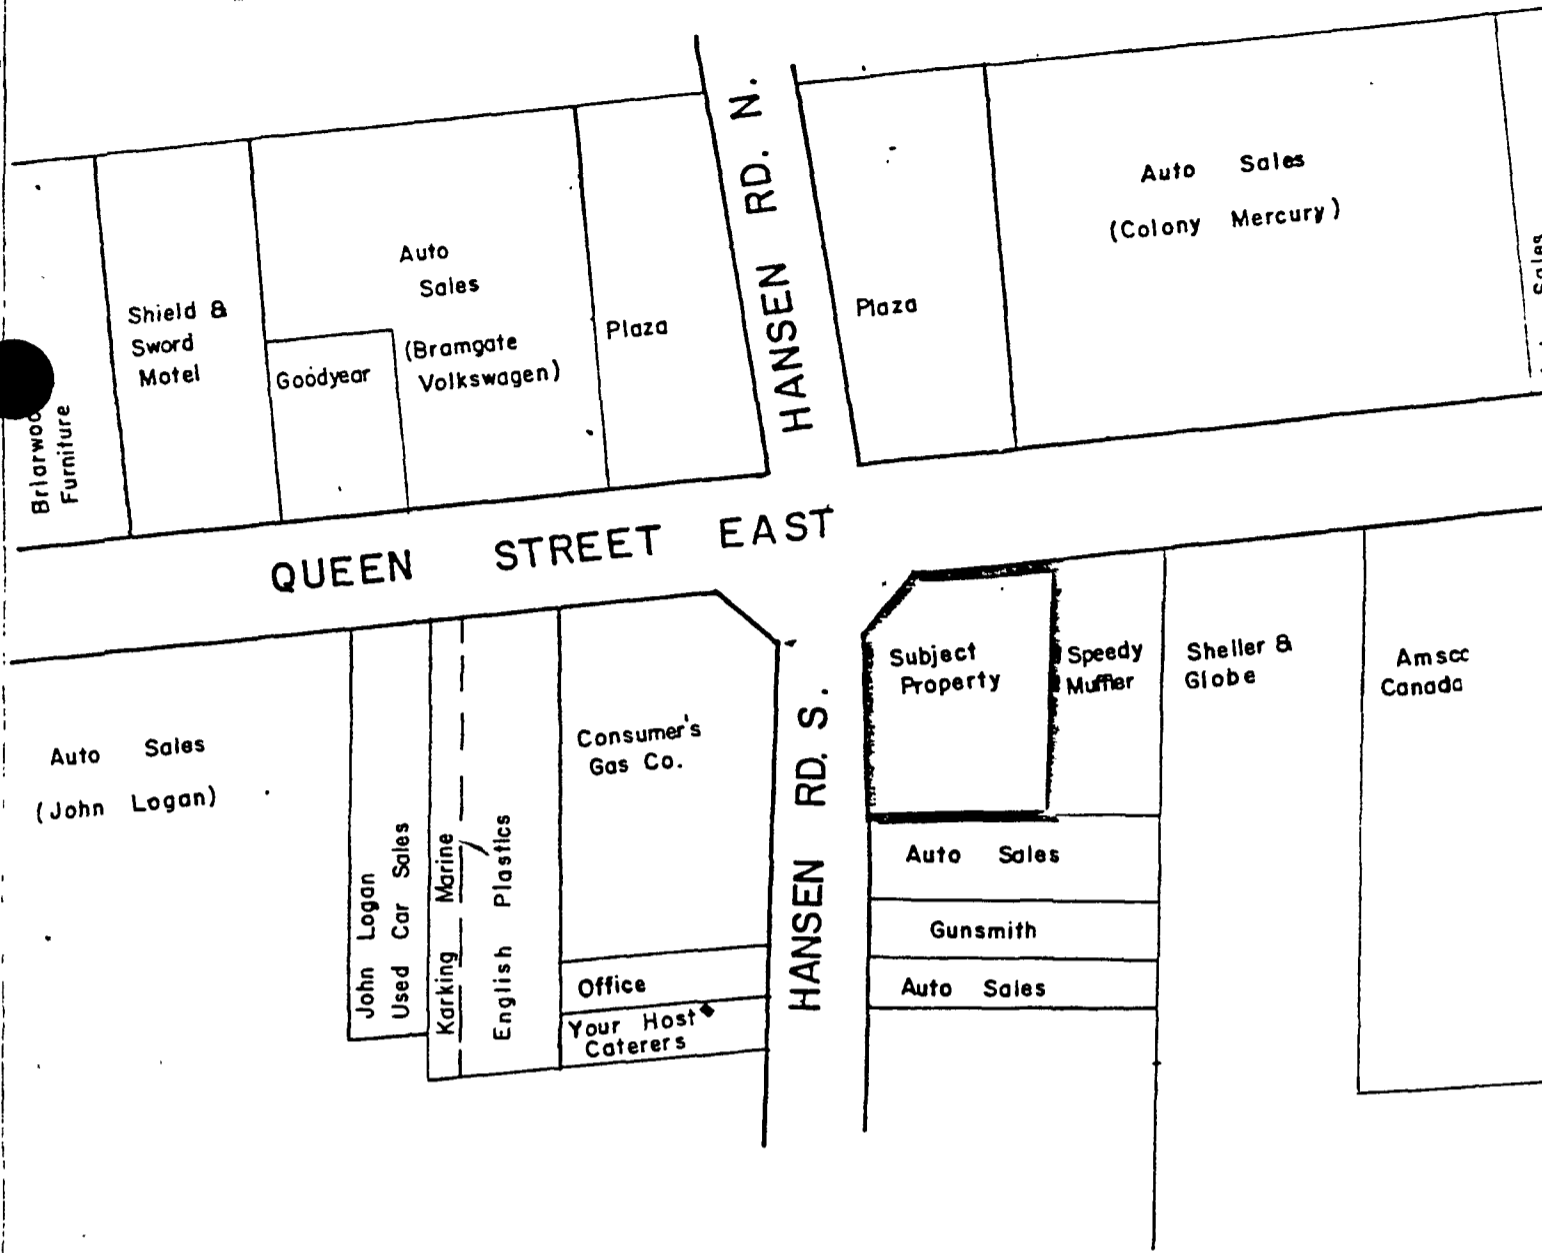 HANSEN RD. N.
Auto Sales
(Colony Mercury)
Sales
Auto
Sales
(Bramgate
Volkswagen)
Shield &
Sword
Motel
Goodyear
Plaza
Plaza
Furniture
QUEEN STREET EAST
Subject
Property
Speedy
Muffler
Sheller &
Globe
Canada
Auto Sales
(John Logan)
John Logan
Used Car Sales
Karking Marine
English Plastics
Consumer's
Gas Co.
Office
Your Host
Caterers
HANSEN RD. S.
Auto Sales
Gunsmith
Auto Sales